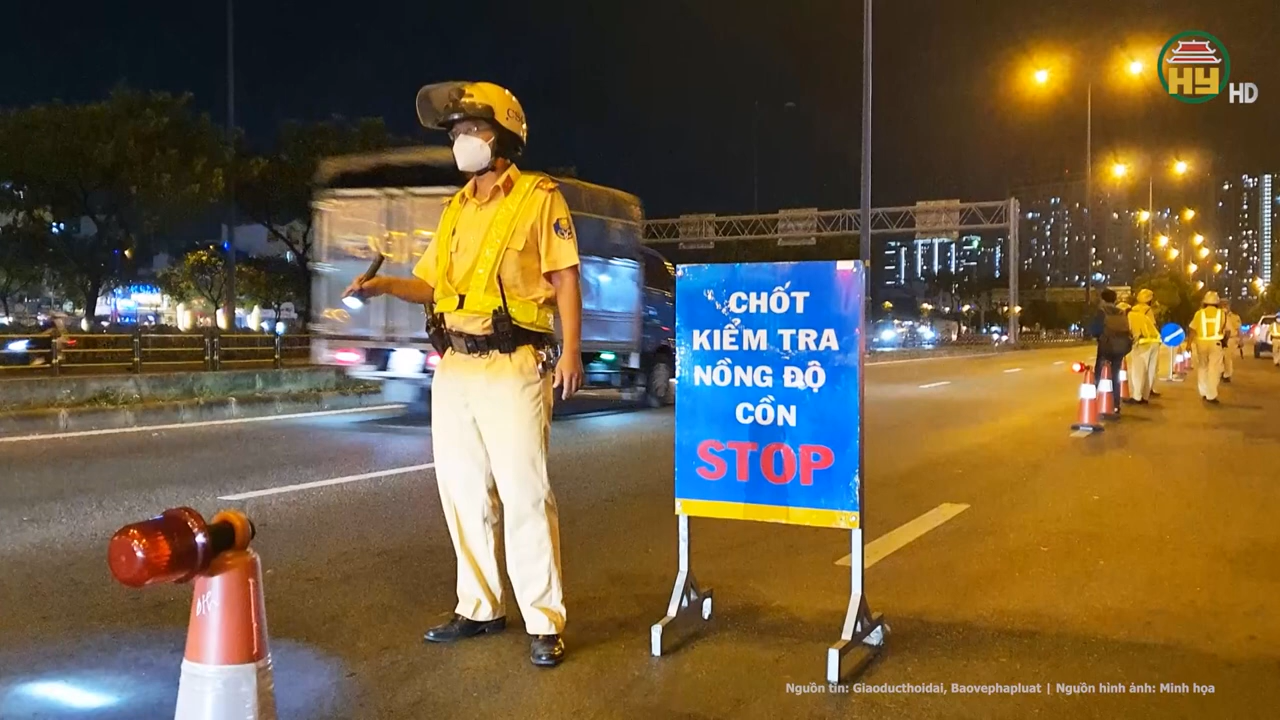 HY HD
CHỐT
KIỂM TRA
NỒNG ĐỘ
CỒN
STOP
Nguồn tin: Giaoducthoidai, Baovephapluat | Nguồn hình ảnh: Minh họa